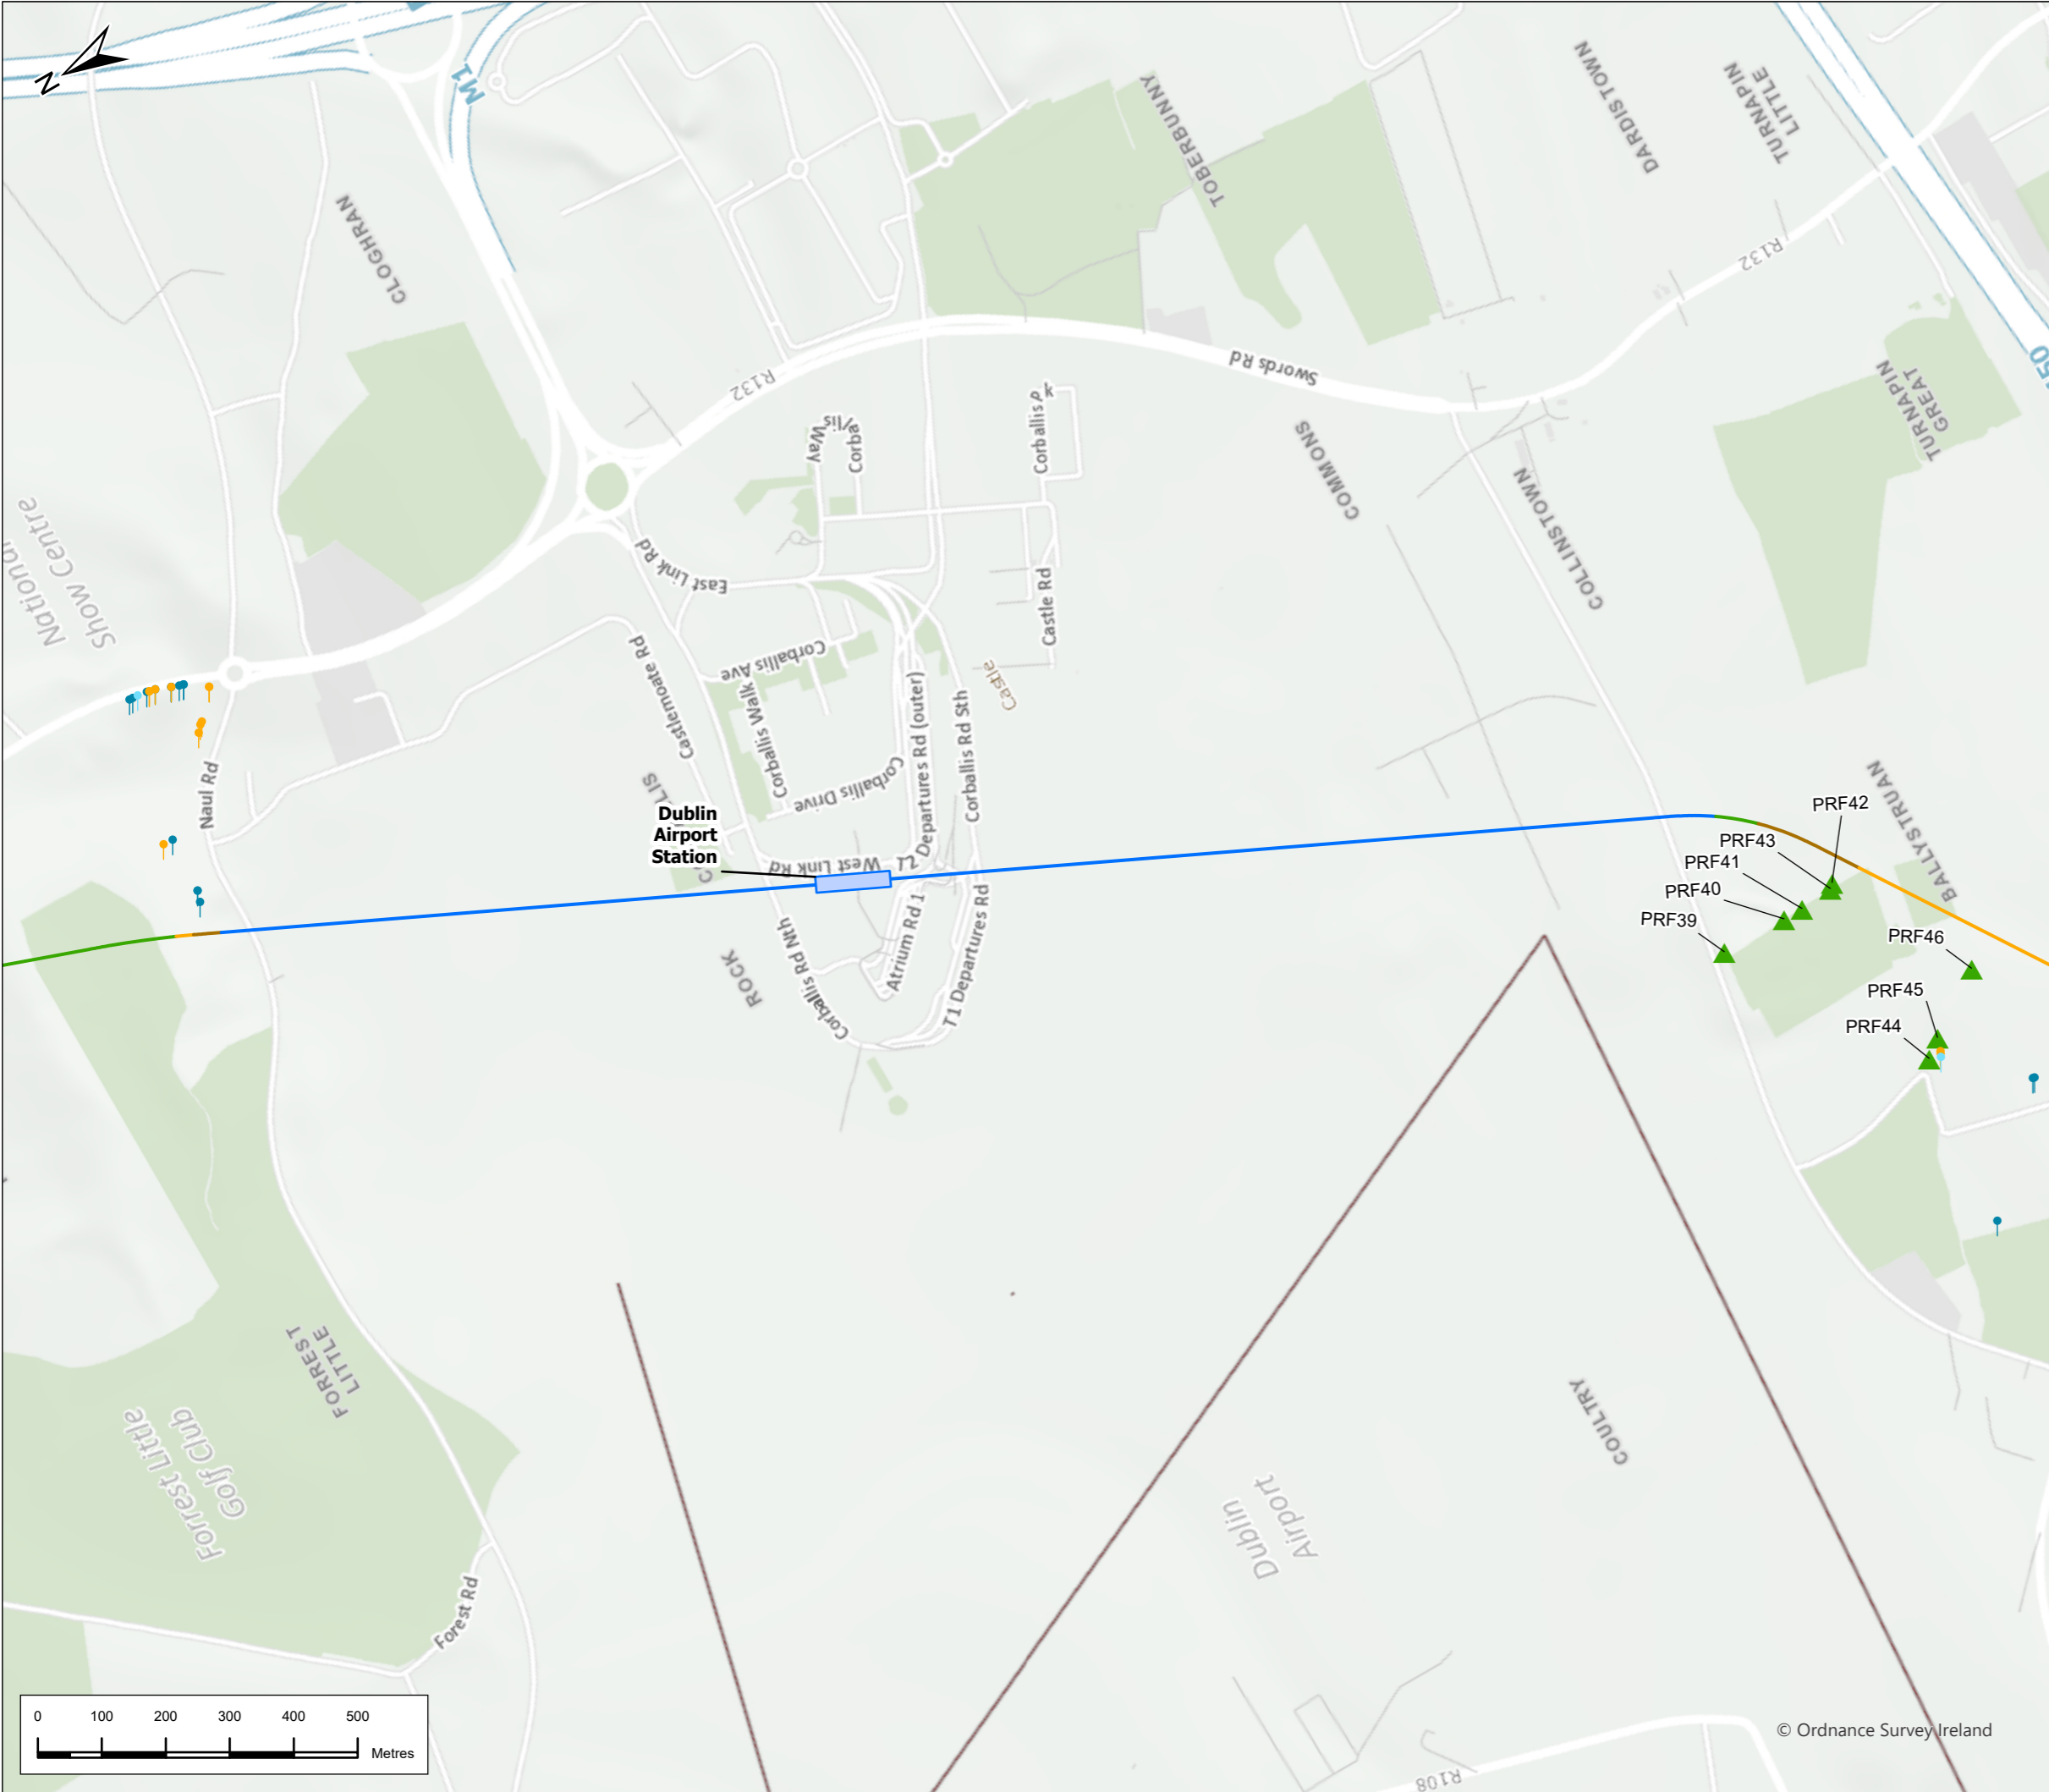 N
M1
CLOGHRAN
TOBERBUNNY
DARDISTOWN
TURNAPIN
LITTLE
R132
R132
Swords Rd
TURNAPIN
GREAT
Corballis
Way
Corballis Pk
COMMONS
COLLINSTOWN
National
Show Centre
East Link Rd
Castle Rd
Castlemoate Rd
Corballis Ave
Corballis Walk
Castle
Departures Rd (outer)
Corballis Rd Sth
Naul Rd
Corballis Drive
Dublin
Airport
Station
West Link Rd
T2
BALLYSTRUAN
PRF42
PRF43
PRF41
PRF40
PRF39
PRF46
PRF45
PRF44
Corballis Rd Nth
Atrium Rd 1
T1 Departures Rd
ROCK
FORREST
LITTLE
Forrest Little
Golf Club
COULTRY
Dublin
Airport
Forest Rd
0 100 200 300 400 500
Metres
© Ordnance Survey Ireland
R108